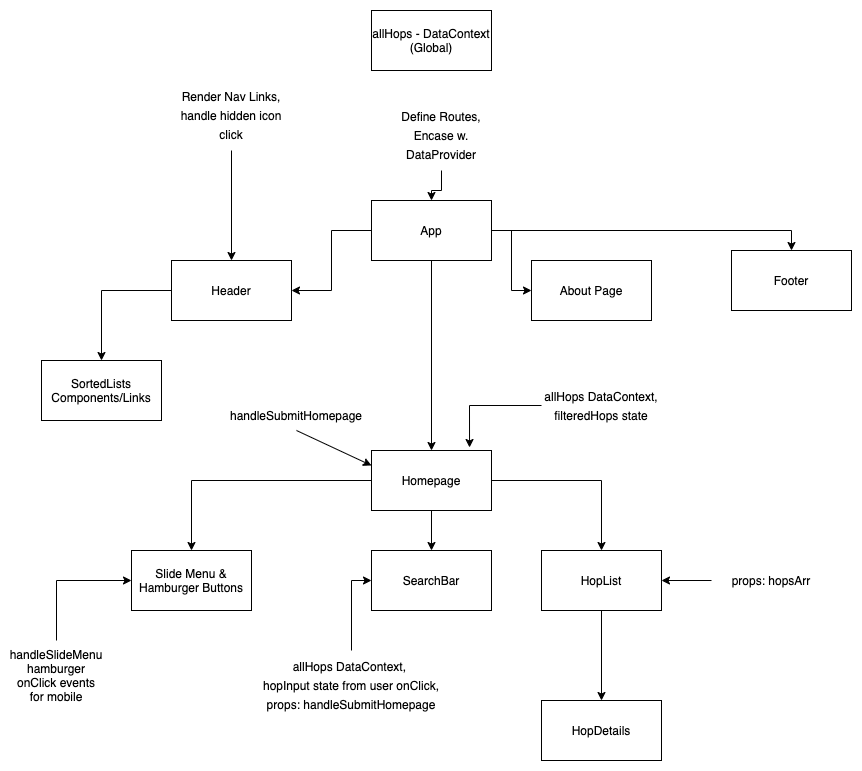 allHops - DataContext
(Global)
Render Nav Links,
handle hidden icon
click
Define Routes,
Encase w.
DataProvider
App
Header
About Page
Footer
SortedLists
Components/Links
handleSubmitHomepage
allHops DataContext,
filteredHops state
Homepage
Slide Menu &
Hamburger Buttons
SearchBar
HopList
props: hopsArr
handleSlideMenu
hamburger
onClick events
for mobile
allHops DataContext,
hopInput state from user onClick,
props: handleSubmitHomepage
HopDetails